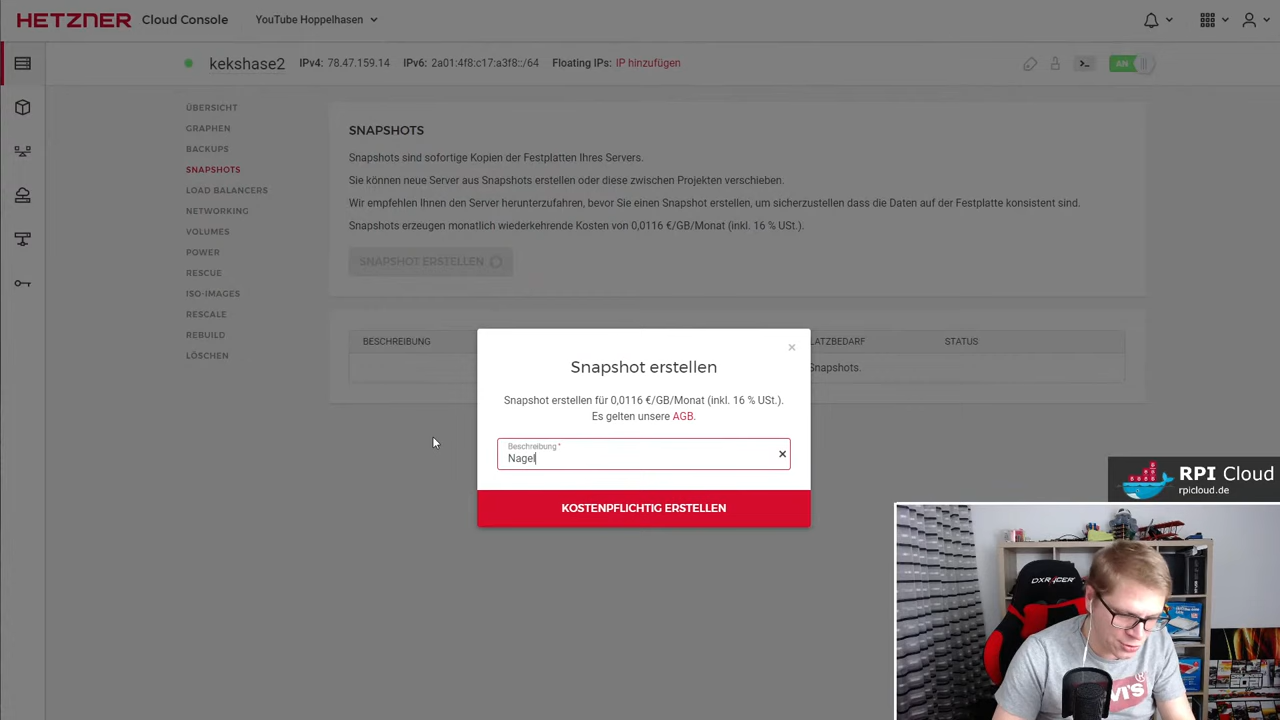 HETZNER Cloud Console YouTube Hoppelhasen
kekshase2 IPv4: 78.47.159.14 IPv6: 2a01:4f8:c17:a3f8::/64 Floating IPs: IP hinzufügen AN
ÜBERSICHT
GRAPHEN
BACKUPS
SNAPSHOTS
LOAD BALANCERS
NETWORKING
VOLUMES
POWER
RESCUE
ISO-IMAGES
RESCALE
REBUILD
LÖSCHEN
SNAPSHOTS
Snapshots sind sofortige Kopien der Festplatten Ihres Servers.
Sie können neue Server aus Snapshots erstellen oder diese zwischen Projekten verschieben.
Wir empfehlen Ihnen den Server herunterzufahren, bevor Sie einen Snapshot erstellen, um sicherzustellen dass die Daten auf der Festplatte konsistent sind.
Snapshots erzeugen monatlich wiederkehrende Kosten von 0,0116 €/GB/Monat (inkl. 16 % USt.).
SNAPSHOT ERSTELLEN
BESCHREIBUNG LATZBEDARF STATUS
Snapshots.
Snapshot erstellen
Snapshot erstellen für 0,0116 €/GB/Monat (inkl. 16 % USt.).
Es gelten unsere AGB.
Beschreibung *
Nagel
KOSTENPFLICHTIG ERSTELLEN
RPI Cloud
rpicloud.de
DXRACER